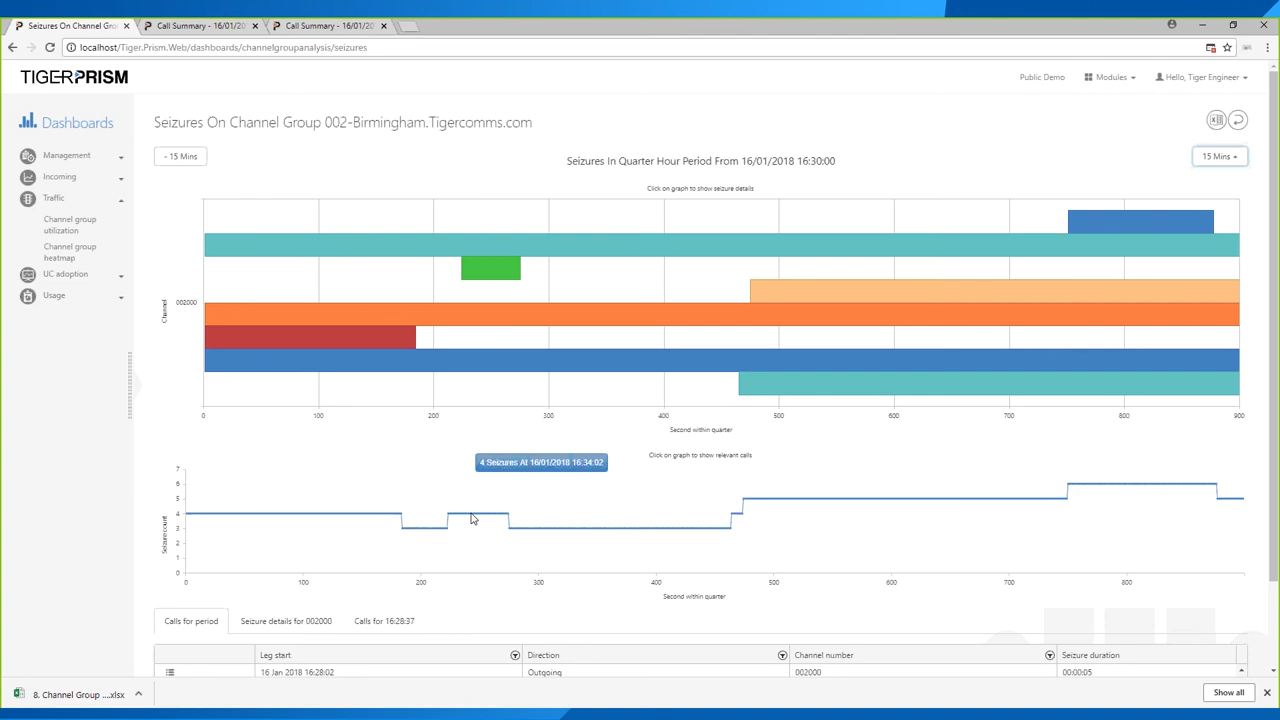 Seizures On Channel Gro
Call Summary - 16/01/20
Call Summary - 16/01/20
localhost/Tiger.Prism.Web/dashboards/channelgroupanalysis/seizures
TIGERPRISM
Public Demo
Modules
Hello, Tiger Engineer
Dashboards
Management
Incoming
Traffic
Channel group
utilization
Channel group
heatmap
UC adoption
Usage
Seizures On Channel Group 002-Birmingham.Tigercomms.com
- 15 Mins
15 Mins +
Seizures In Quarter Hour Period From 16/01/2018 16:30:00
Click on graph to show seizure details
Channel
002000
0 100 200 300 400 500 600 700 800 900
Second within quarter
Click on graph to show relevant calls
4 Seizures At 16/01/2018 16:34:02
Seizure count
7
6
5
4
3
2
1
0
0 100 200 300 400 500 600 700 800
Second within quarter
Calls for period
Seizure details for 002000
Calls for 16:28:37
Leg start
Direction
Channel number
Seizure duration
16 Jan 2018 16:28:02
Outgoing
002000
00:00:05
8. Channel Group ....xlsx
Show all